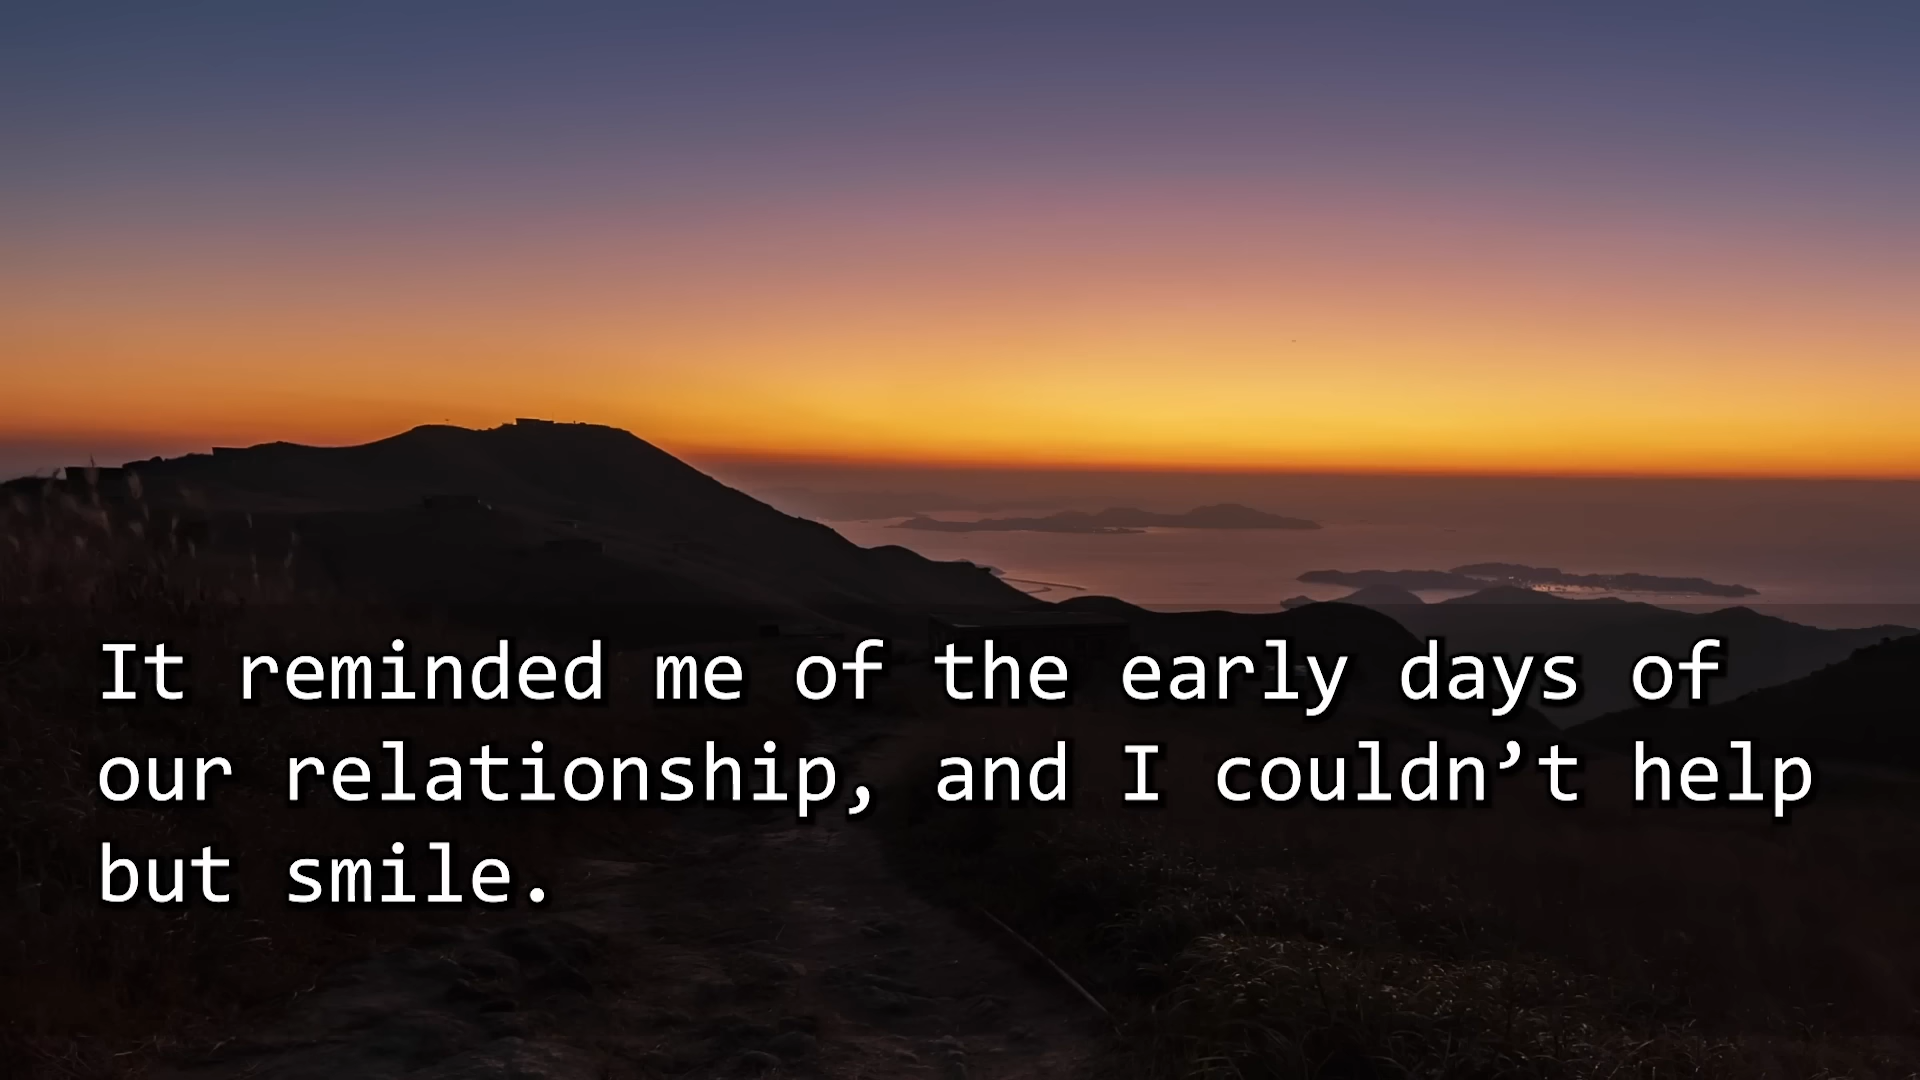 It reminded me of the early days of
our relationship, and I couldn’t help
but smile.